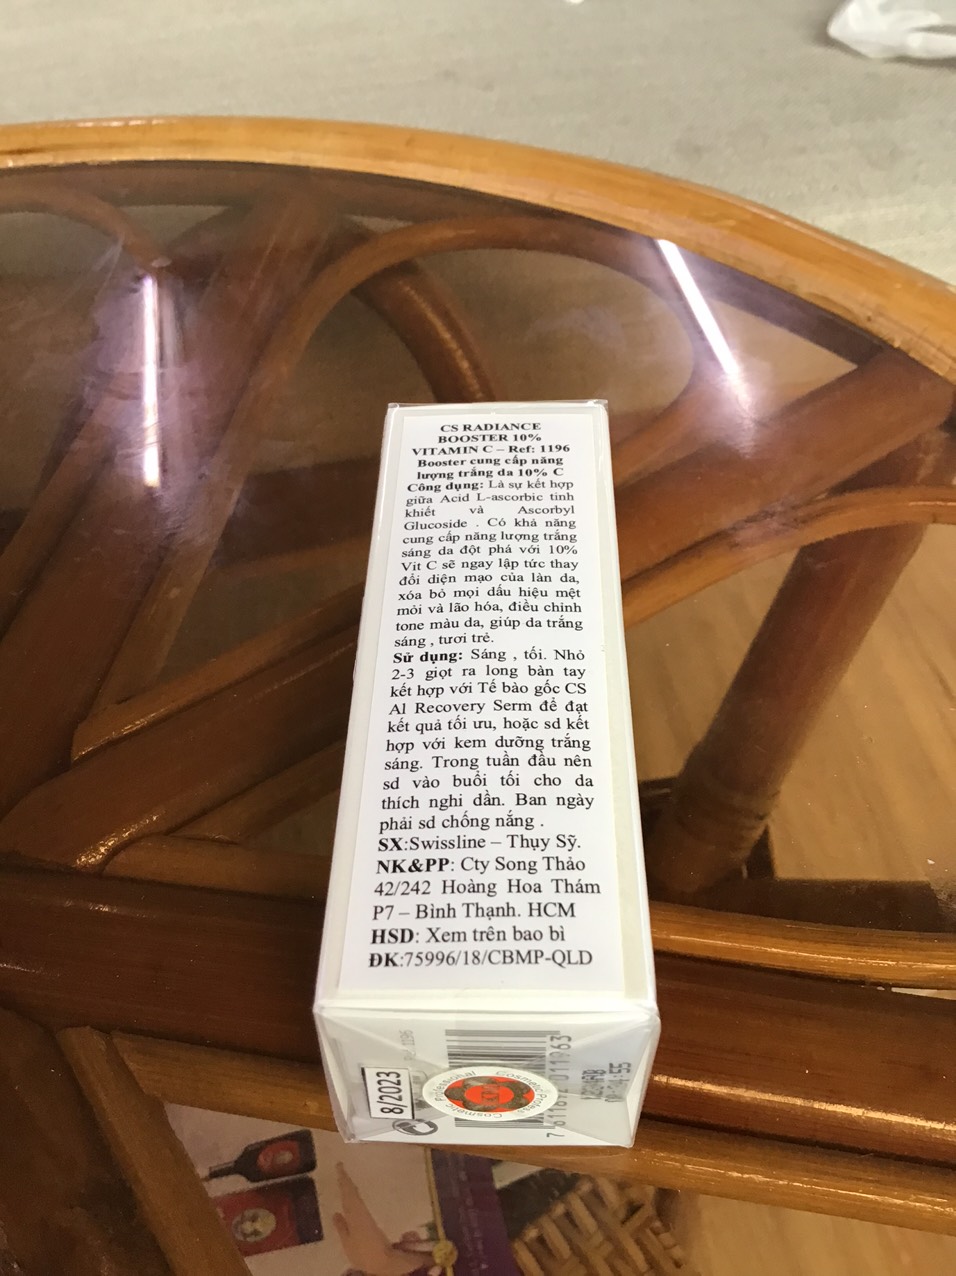 CS RADIANCE
BOOSTER 10%
VITAMIN C – Ref: 1196
Booster cung cấp năng
lượng trắng da 10% C
Công dụng: Là sự kết hợp
giữa Acid L-ascorbic tinh
khiết và Ascorbyl
Glucoside . Có khả năng
cung cấp năng lượng trắng
sáng da đột phá với 10%
Vit C sẽ ngay lập tức thay
đổi diện mạo của làn da,
xóa bỏ mọi dấu hiệu mệt
mỏi và lão hóa, điều chỉnh
tone màu da, giúp da trắng
sáng , tươi trẻ.
Sử dụng: Sáng , tối. Nhỏ
2-3 giọt ra long bàn tay
kết hợp với Tế bào gốc CS
Al Recovery Serm để đạt
kết quả tối ưu, hoặc sd kết
hợp với kem dưỡng trắng
sáng. Trong tuần đầu nên
sd vào buổi tối cho da
thích nghi dần. Ban ngày
phải sd chống nắng .
SX:Swissline – Thụy Sỹ.
NK&PP: Cty Song Thảo
42/242 Hoàng Hoa Thám
P7 – Bình Thạnh. HCM
HSD: Xem trên bao bì
ĐK:75996/18/CBMP-QLD
8/2023
Ref. 1196
Professional Cosmetic
7 611692 011963